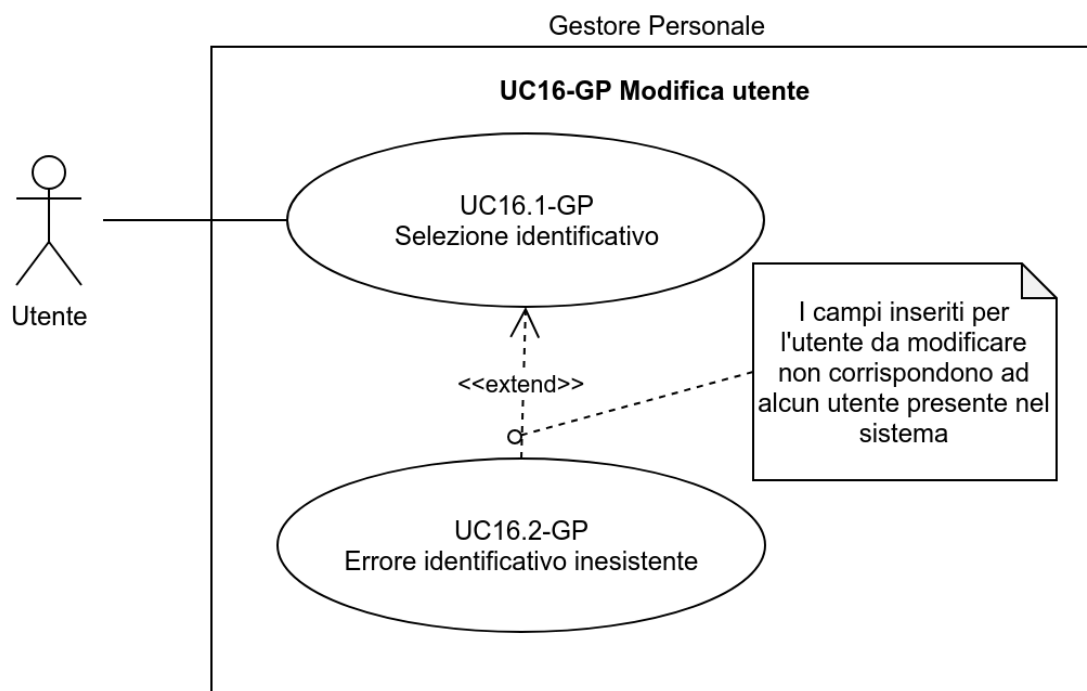 Gestore Personale
UC16-GP Modifica utente
UC16.1-GP
Selezione identificativo
Utente
I campi inseriti per
l'utente da modificare
non corrispondono ad
alcun utente presente nel
sistema
<<extend>>
UC16.2-GP
Errore identificativo inesistente